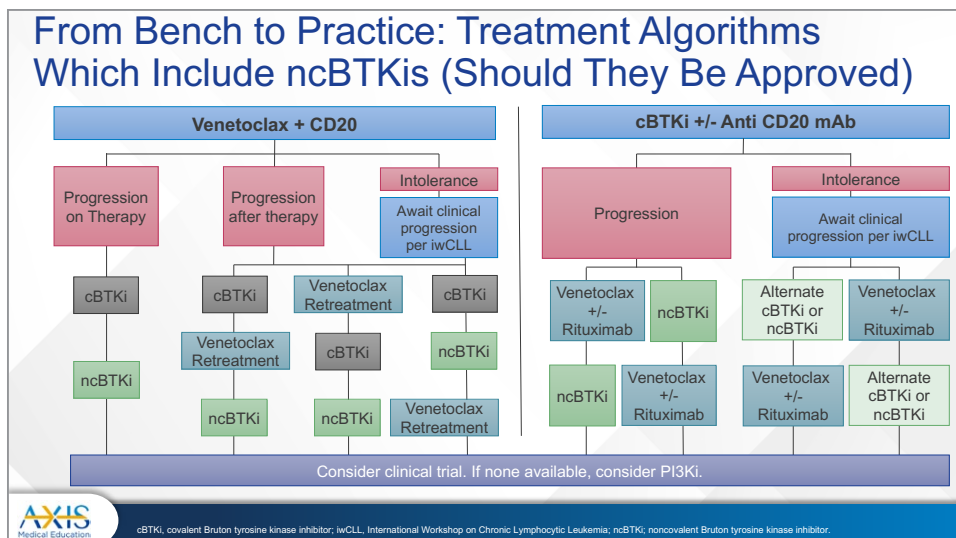 From Bench to Practice: Treatment Algorithms
Which Include ncBTKis (Should They Be Approved)
Venetoclax + CD20
Progression
on Therapy
Progression
after therapy
Intolerance
Await clinical
progression
per iwCLL
cBTKi
ncBTKi
cBTKi
Venetoclax
Retreatment
ncBTKi
Venetoclax
Retreatment
cBTKi
ncBTKi
cBTKi
ncBTKi
Venetoclax
Retreatment
cBTKi +/- Anti CD20 mAb
Progression
Intolerance
Await clinical
progression per iwCLL
Venetoclax
+/-
Rituximab
ncBTKi
ncBTKi
Venetoclax
+/-
Rituximab
Alternate
cBTKi or
ncBTKi
Venetoclax
+/-
Rituximab
Venetoclax
+/-
Rituximab
Alternate
cBTKi or
ncBTKi
Consider clinical trial. If none available, consider PI3Ki.
AXIS
Medical Education
cBTKi, covalent Bruton tyrosine kinase inhibitor; iwCLL, International Workshop on Chronic Lymphocytic Leukemia; ncBTKi; noncovalent Bruton tyrosine kinase inhibitor.